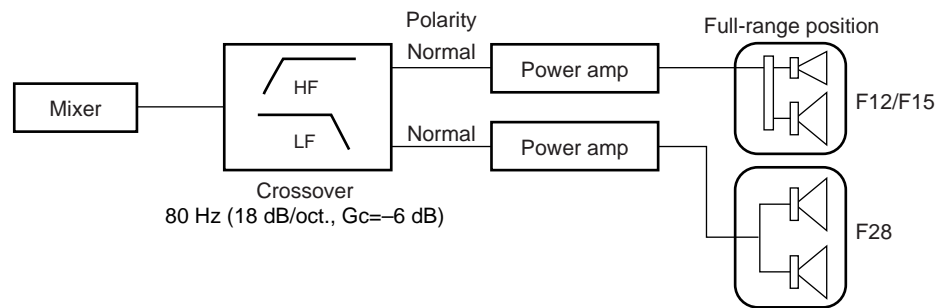 Polarity
Full-range position
Normal
Power amp
HF
Mixer
F12/F15
Normal
LF
Power amp
Crossover
80 Hz (18 dB/oct., Gc=–6 dB)
F28